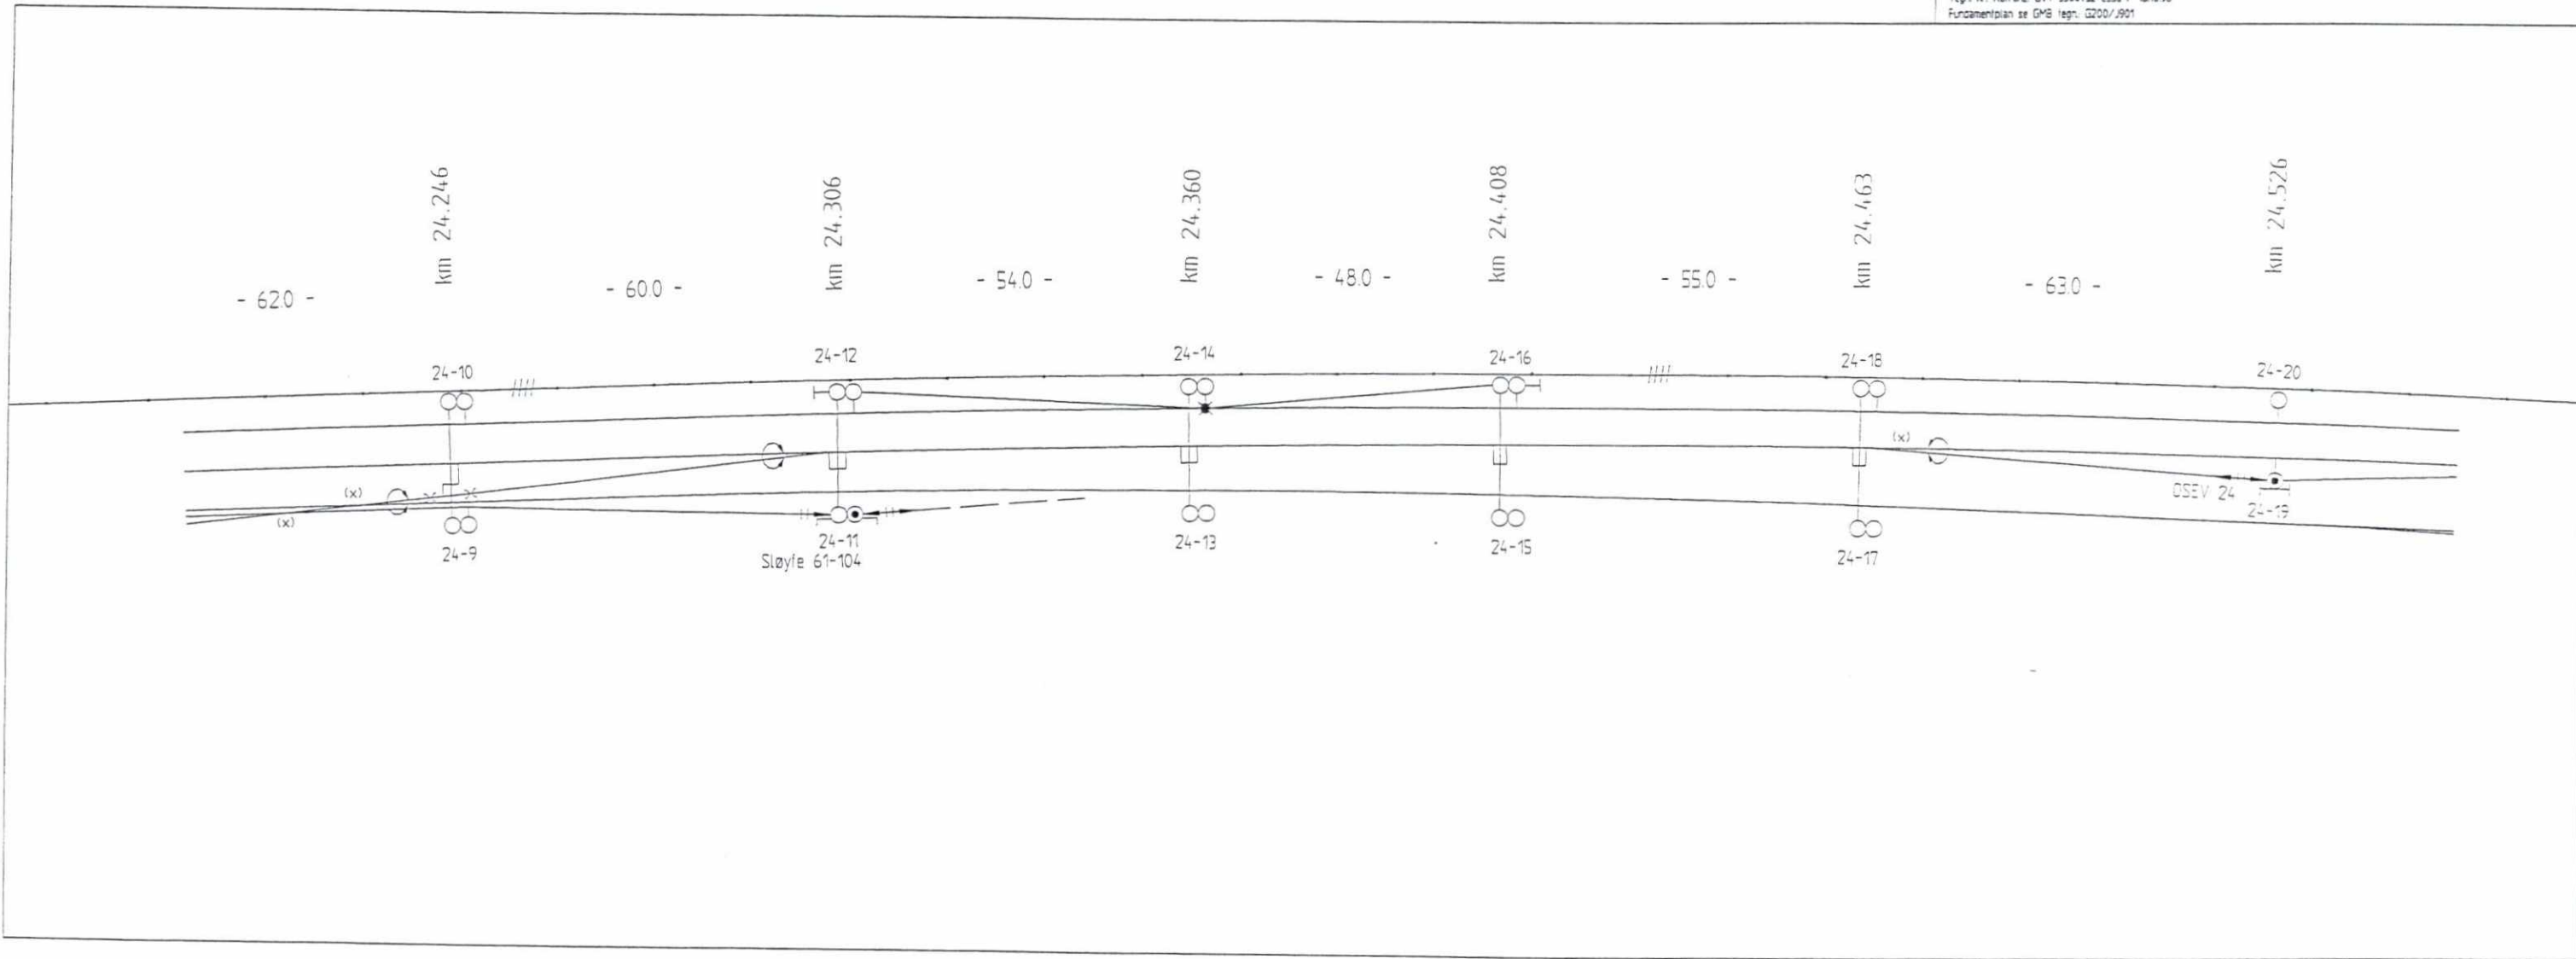 Fundamentplan se GMB tegn. G200/J901
km 24.246
km 24.306
km 24.360
km 24.408
km 24.463
km 24.526
- 62.0 -
- 60.0 -
- 54.0 -
- 48.0 -
- 55.0 -
- 63.0 -
24-10
24-12
24-14
24-16
24-18
24-20
(x)
(x)
(x)
DSEV 24
24-19
24-9
24-11
Sløyfe 61-104
24-13
24-15
24-17